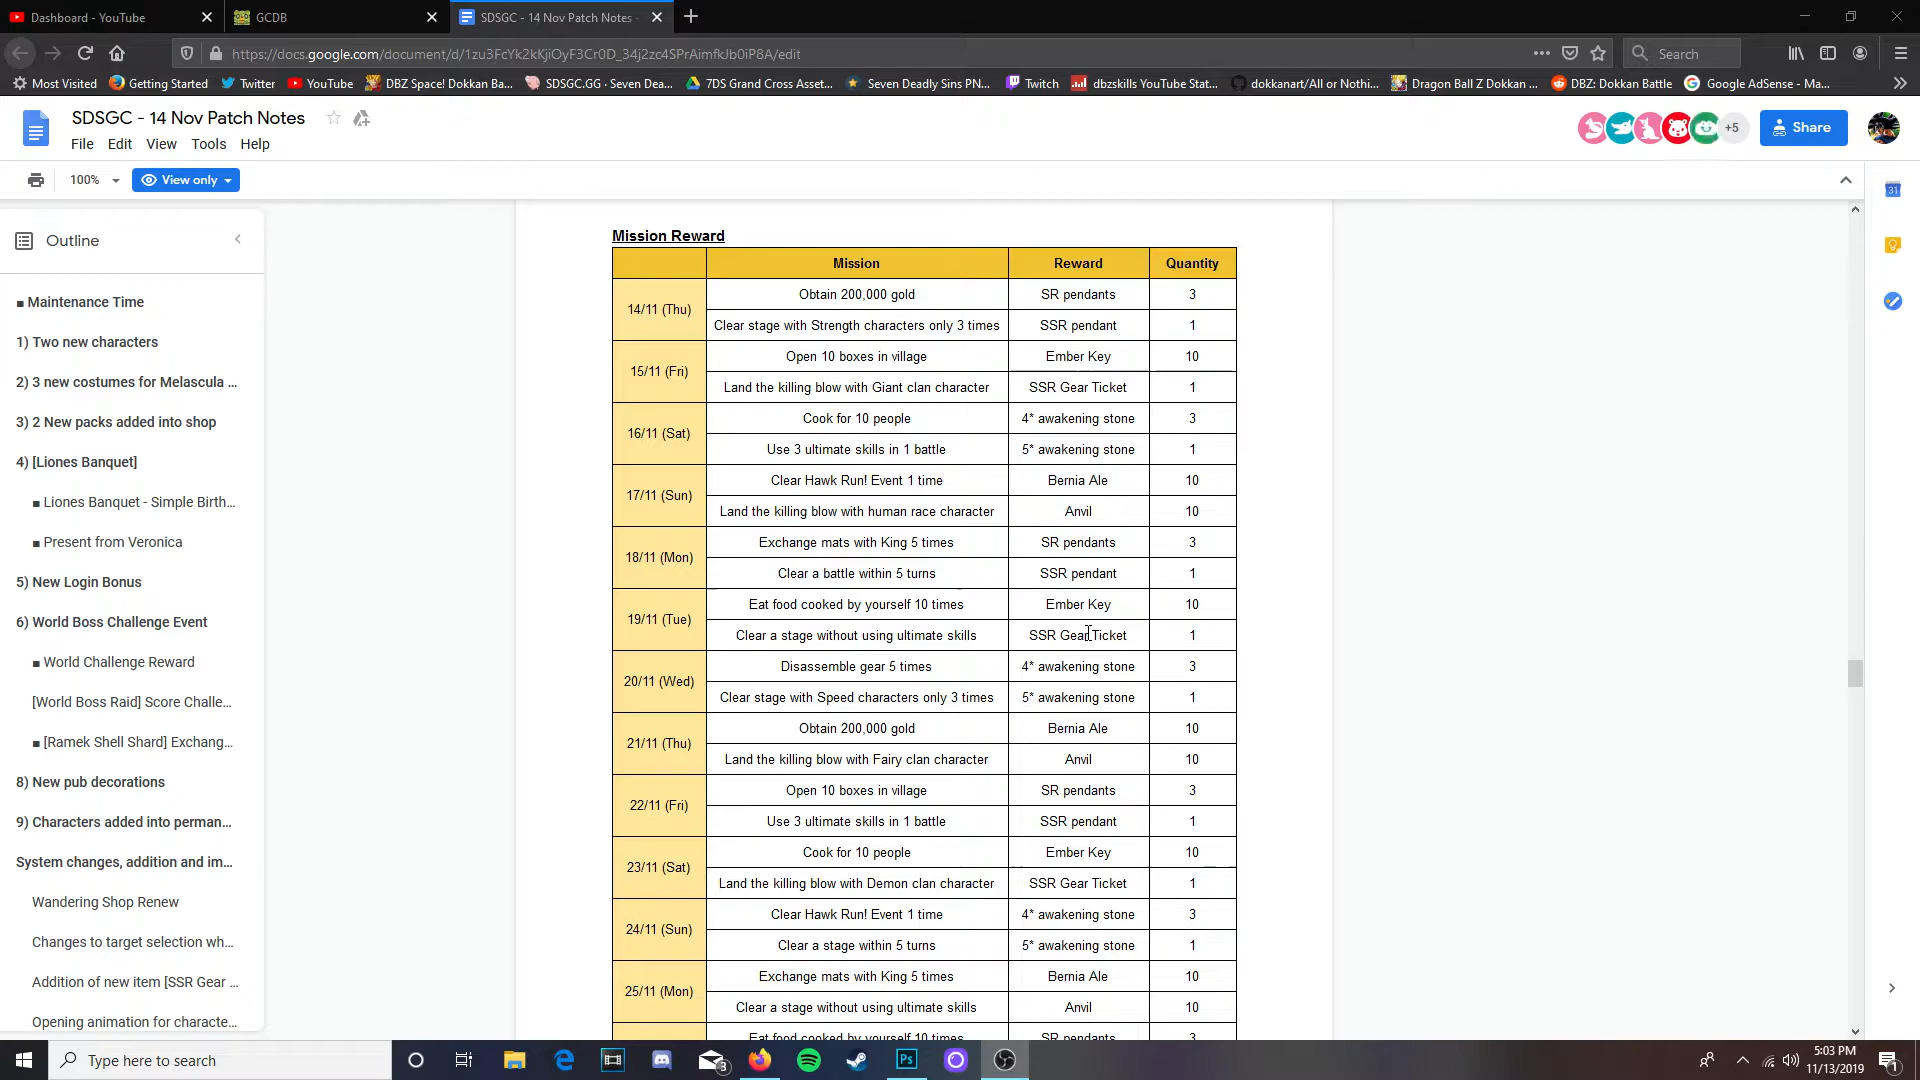 Dashboard - YouTube
GCDB
SDSGC - 14 Nov Patch Notes -
https://docs.google.com/document/d/1zu3FcYk2kKjiOyF3Cr0D_34j2zc4SPrAimfkJb0iP8A/edit
Search
Most Visited
Getting Started
Twitter
YouTube
DBZ Space! Dokkan Ba...
SDSGC.GG - Seven Dea...
7DS Grand Cross Asset...
Seven Deadly Sins PN...
Twitch
dbzskills YouTube Stat...
dokkanart/All or Nothi...
Dragon Ball Z Dokkan ...
DBZ: Dokkan Battle
Google AdSense - Ma...
SDSGC - 14 Nov Patch Notes
File Edit View Tools Help
+5
Share
100%
View only
31
Outline
■ Maintenance Time
1) Two new characters
2) 3 new costumes for Melascula ...
3) 2 New packs added into shop
4) [Liones Banquet]
■ Liones Banquet - Simple Birth...
■ Present from Veronica
5) New Login Bonus
6) World Boss Challenge Event
■ World Challenge Reward
[World Boss Raid] Score Challe...
■ [Ramek Shell Shard] Exchang...
8) New pub decorations
9) Characters added into perman...
System changes, addition and im...
Wandering Shop Renew
Changes to target selection wh...
Addition of new item [SSR Gear ...
Opening animation for characte...
Mission Reward
Mission Reward Quantity
14/11 (Thu)
Obtain 200,000 gold SR pendants 3
Clear stage with Strength characters only 3 times SSR pendant 1
15/11 (Fri)
Open 10 boxes in village Ember Key 10
Land the killing blow with Giant clan character SSR Gear Ticket 1
16/11 (Sat)
Cook for 10 people 4* awakening stone 3
Use 3 ultimate skills in 1 battle 5* awakening stone 1
17/11 (Sun)
Clear Hawk Run! Event 1 time Bernia Ale 10
Land the killing blow with human race character Anvil 10
18/11 (Mon)
Exchange mats with King 5 times SR pendants 3
Clear a battle within 5 turns SSR pendant 1
19/11 (Tue)
Eat food cooked by yourself 10 times Ember Key 10
Clear a stage without using ultimate skills SSR Gear Ticket 1
20/11 (Wed)
Disassemble gear 5 times 4* awakening stone 3
Clear stage with Speed characters only 3 times 5* awakening stone 1
21/11 (Thu)
Obtain 200,000 gold Bernia Ale 10
Land the killing blow with Fairy clan character Anvil 10
22/11 (Fri)
Open 10 boxes in village SR pendants 3
Use 3 ultimate skills in 1 battle SSR pendant 1
23/11 (Sat)
Cook for 10 people Ember Key 10
Land the killing blow with Demon clan character SSR Gear Ticket 1
24/11 (Sun)
Clear Hawk Run! Event 1 time 4* awakening stone 3
Clear a stage within 5 turns 5* awakening stone 1
25/11 (Mon)
Exchange mats with King 5 times Bernia Ale 10
Clear a stage without using ultimate skills Anvil 10
Eat food cooked by yourself 10 times SR pendants 3
Type here to search
3
Ps
5:03 PM
11/13/2019
1